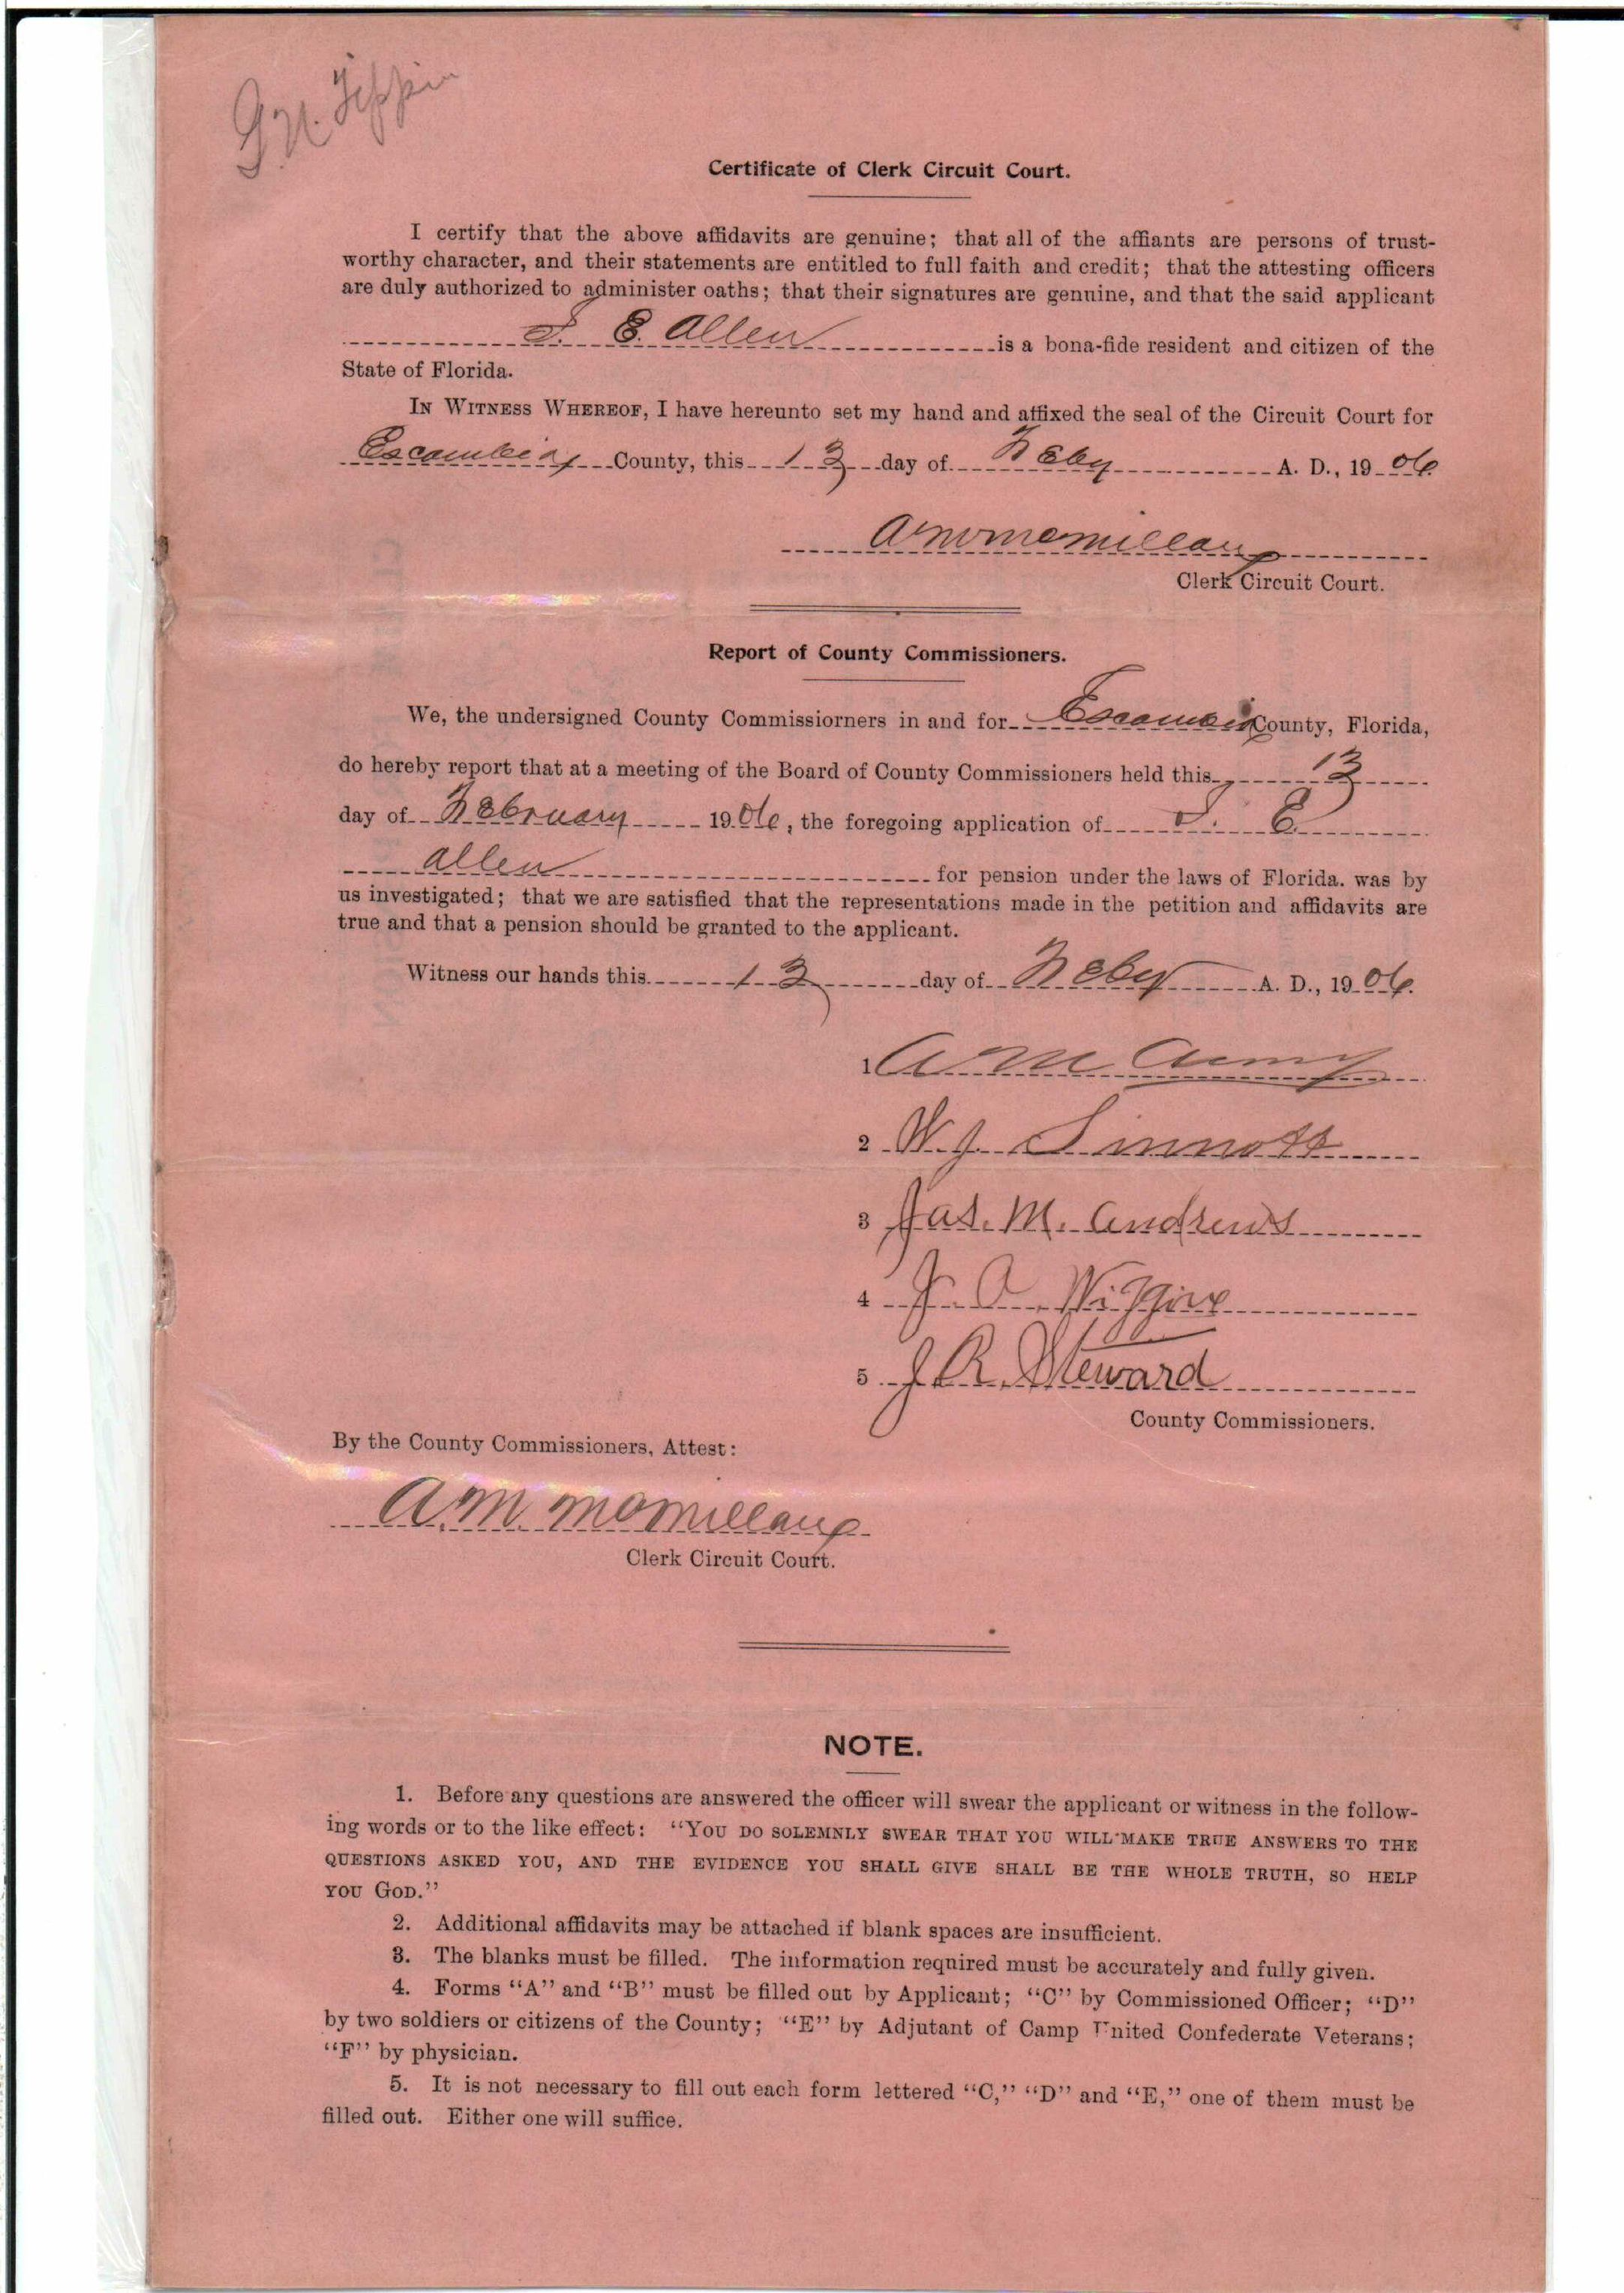 Certificate of Clerk Circuit Court.
I certify that the above affidavits are genuine; that all of the affiants are persons of trust-
worthy character, and their statements are entitled to full faith and credit; that the attesting officers
are duly authorized to administer oaths; that their signatures are genuine, and that the said applicant
S. E. Allen is a bona-fide resident and citizen of the
State of Florida.
IN WITNESS WHEREOF, I have hereunto set my hand and affixed the seal of the Circuit Court for
Escambia County, this 13 day of Feby A. D., 1906.
A M McMillan
Clerk Circuit Court.
Report of County Commissioners.
We, the undersigned County Commissiorners in and for Escambia County, Florida,
do hereby report that at a meeting of the Board of County Commissioners held this 13
day of February 1906, the foregoing application of S. E.
Allen for pension under the laws of Florida. was by
us investigated; that we are satisfied that the representations made in the petition and affidavits are
true and that a pension should be granted to the applicant.
Witness our hands this 13 day of Feby A. D., 1906.
1 A M
2 W. J. Sinnott
3 Jas. M. Andrews
4 J. A. Wiggins
5 J. R. Steward
County Commissioners.
By the County Commissioners, Attest:
A. M. McMillan
Clerk Circuit Court.
NOTE.
1. Before any questions are answered the officer will swear the applicant or witness in the follow-
ing words or to the like effect: "YOU DO SOLEMNLY SWEAR THAT YOU WILL MAKE TRUE ANSWERS TO THE
QUESTIONS ASKED YOU, AND THE EVIDENCE YOU SHALL GIVE SHALL BE THE WHOLE TRUTH, SO HELP
YOU GOD."
2. Additional affidavits may be attached if blank spaces are insufficient.
3. The blanks must be filled. The information required must be accurately and fully given.
4. Forms "A" and "B" must be filled out by Applicant; "C" by Commissioned Officer; "D"
by two soldiers or citizens of the County; "E" by Adjutant of Camp United Confederate Veterans;
"F" by physician.
5. It is not necessary to fill out each form lettered "C," "D" and "E," one of them must be
filled out. Either one will suffice.